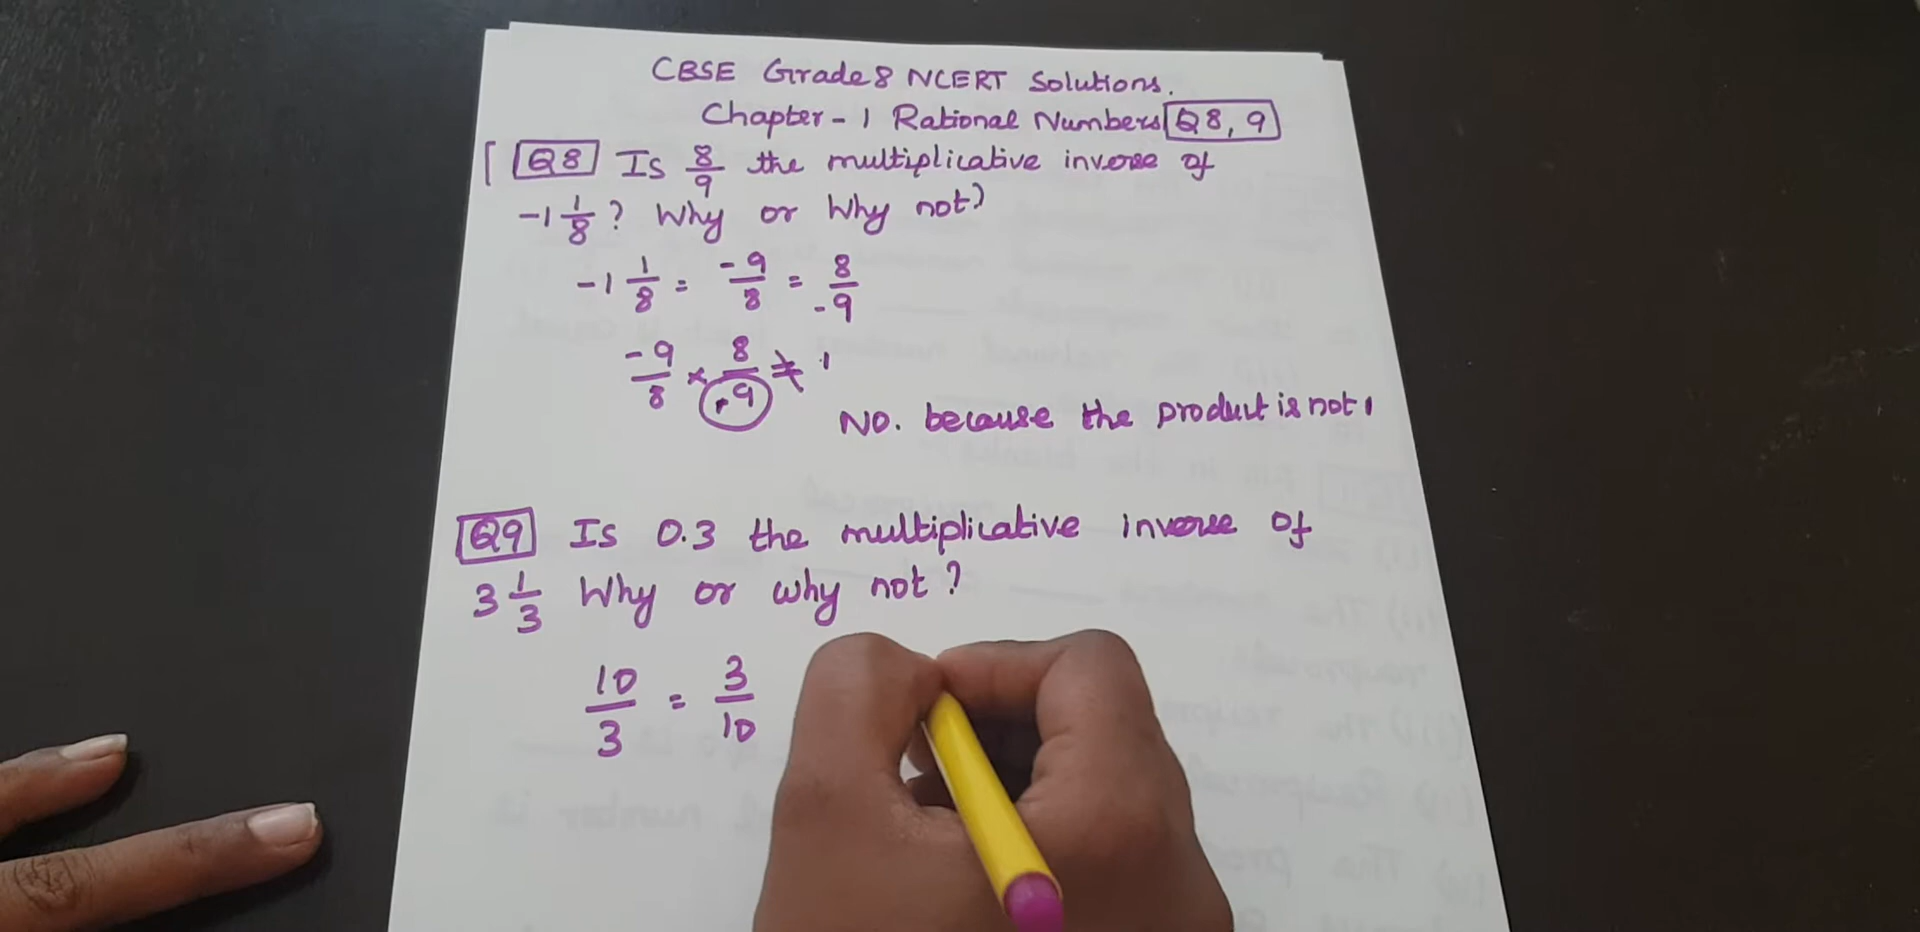 CBSE Grade 8 NCERT Solutions.
Chapter - 1 Rational Numbers Q8, 9
Q8 Is 8/9 the multiplicative inverse of
-1 1/8 ? Why or Why not?
-1 1/8 = -9/8 = 8/-9
-9/8 × 8/-9 ≠ 1
NO. because the product is not 1
Q9 Is 0.3 the multiplicative inverse of
3 1/3 Why or why not?
10/3 = 3/10